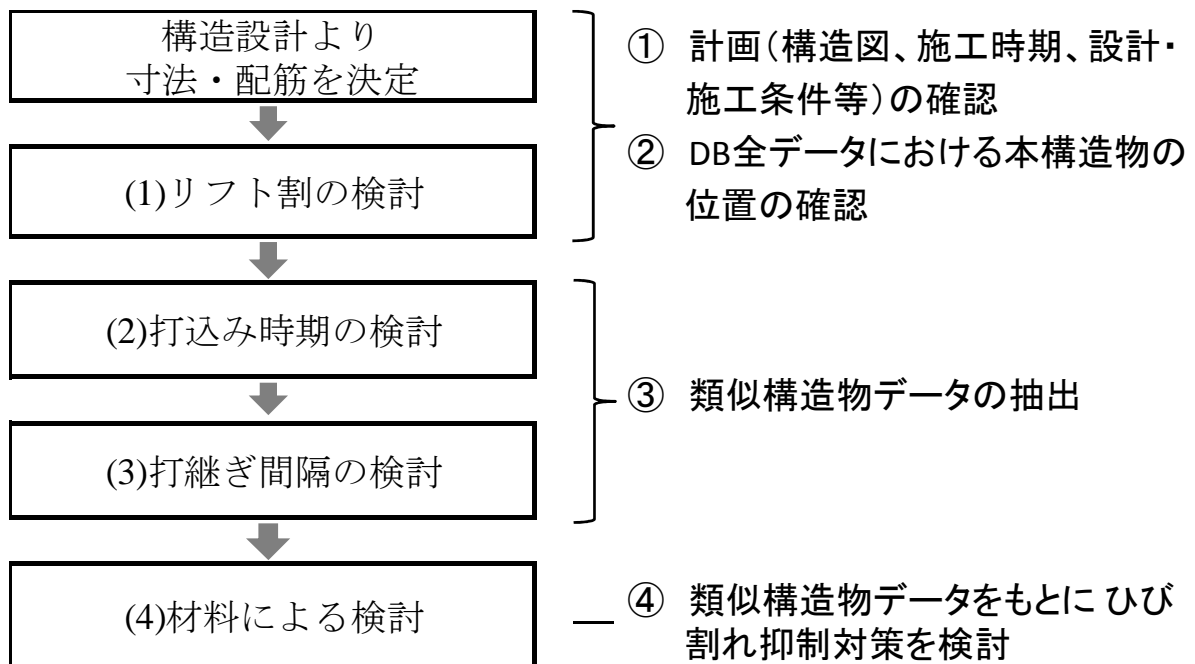 構造設計より
寸法・配筋を決定
(1)リフト割の検討
(2)打込み時期の検討
(3)打継ぎ間隔の検討
(4)材料による検討
① 計画(構造図、施工時期、設計・
施工条件等)の確認
② DB全データにおける本構造物の
位置の確認
③ 類似構造物データの抽出
④ 類似構造物データをもとに ひび
割れ抑制対策を検討